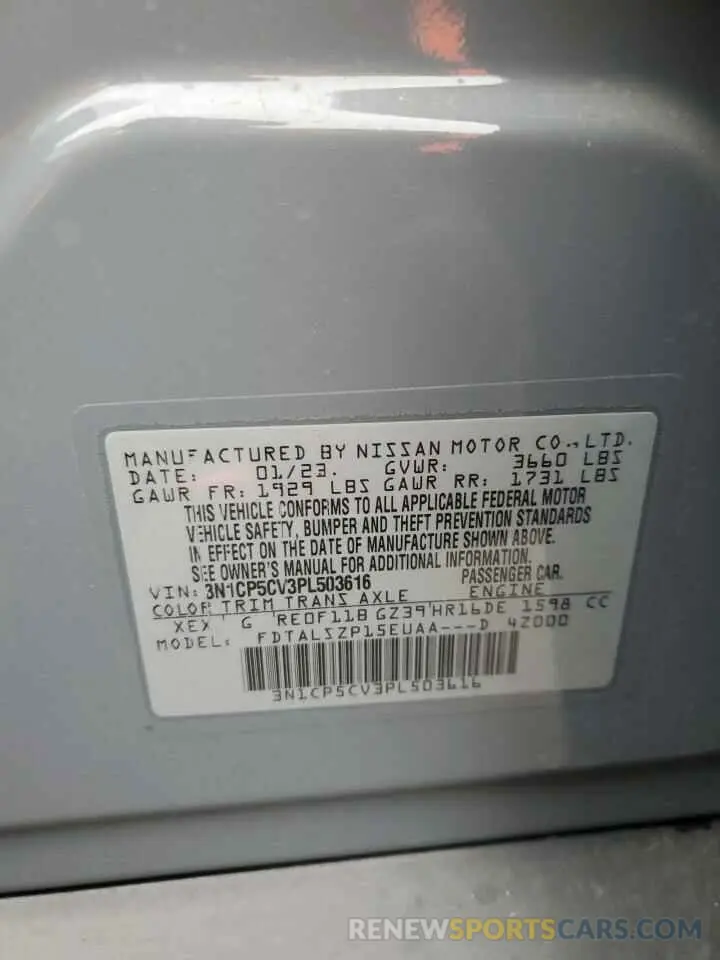 MANUFACTURED BY NISSAN MOTOR CO., LTD.
DATE: 01/23. GVWR: 3660 LBS
GAWR FR: 1929 LBS GAWR RR: 1731 LBS
THIS VEHICLE CONFORMS TO ALL APPLICABLE FEDERAL MOTOR
VEHICLE SAFETY, BUMPER AND THEFT PREVENTION STANDARDS
IN EFFECT ON THE DATE OF MANUFACTURE SHOWN ABOVE.
SEE OWNER'S MANUAL FOR ADDITIONAL INFORMATION.
VIN: 3N1CP5CV3PL503616 PASSENGER CAR.
COLOR TRIM TRANS AXLE ENGINE
XEX G RE0F11B GZ39 HR16DE 1598 CC
MODEL: FDTALSZP15EUAA---D 42000
3N1CP5CV3PL503616
RENEWSPORTSCARS.COM